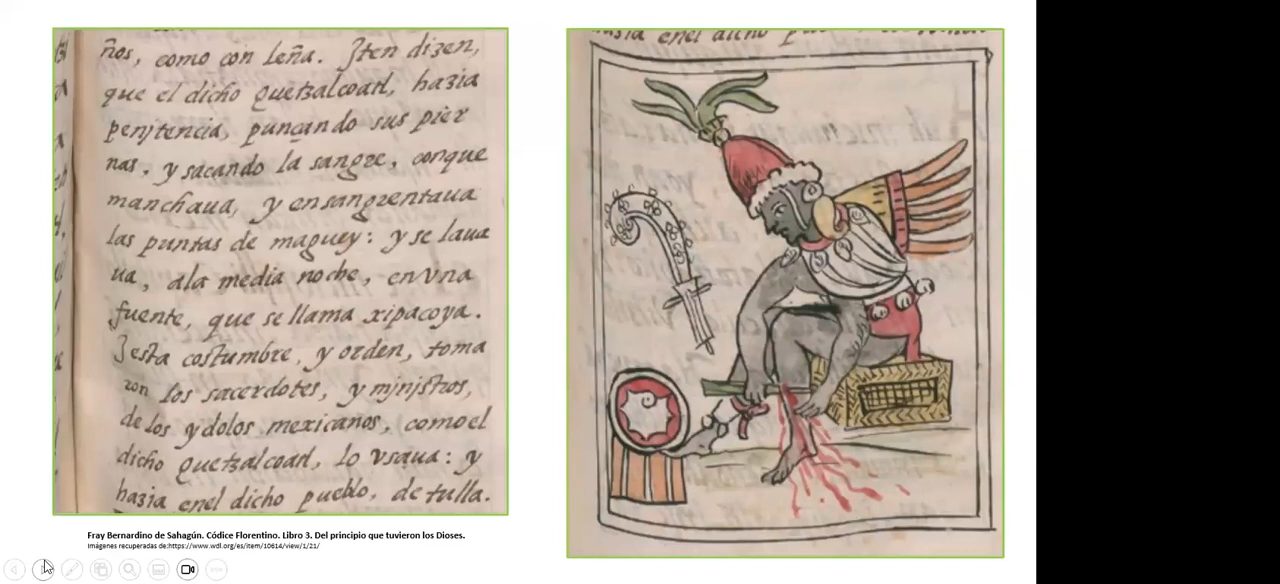 ños, como con leña. Iten dizen,
que el dicho quetzalcoatl, hazia
penjtencia, punçando sus pier
nas, y sacando la sangre, conque
manchaua, y ensangrentaua
las puntas de maguey: y se laua
ua, ala media noche, en vna
fuente, que se llama xipacoya.
Iesta costumbre, y orden, toma
ron los sacerdotes, y mjnjstros,
de los ydolos mexicanos, como el
dicho quetzalcoatl, lo vsaua: y
hazia enel dicho pueblo, de tulla.
Fray Bernardino de Sahagún. Códice Florentino. Libro 3. Del principio que tuvieron los Dioses.
Imágenes recuperadas de:https://www.wdl.org/es/item/10614/view/1/21/
hazia enel dicho